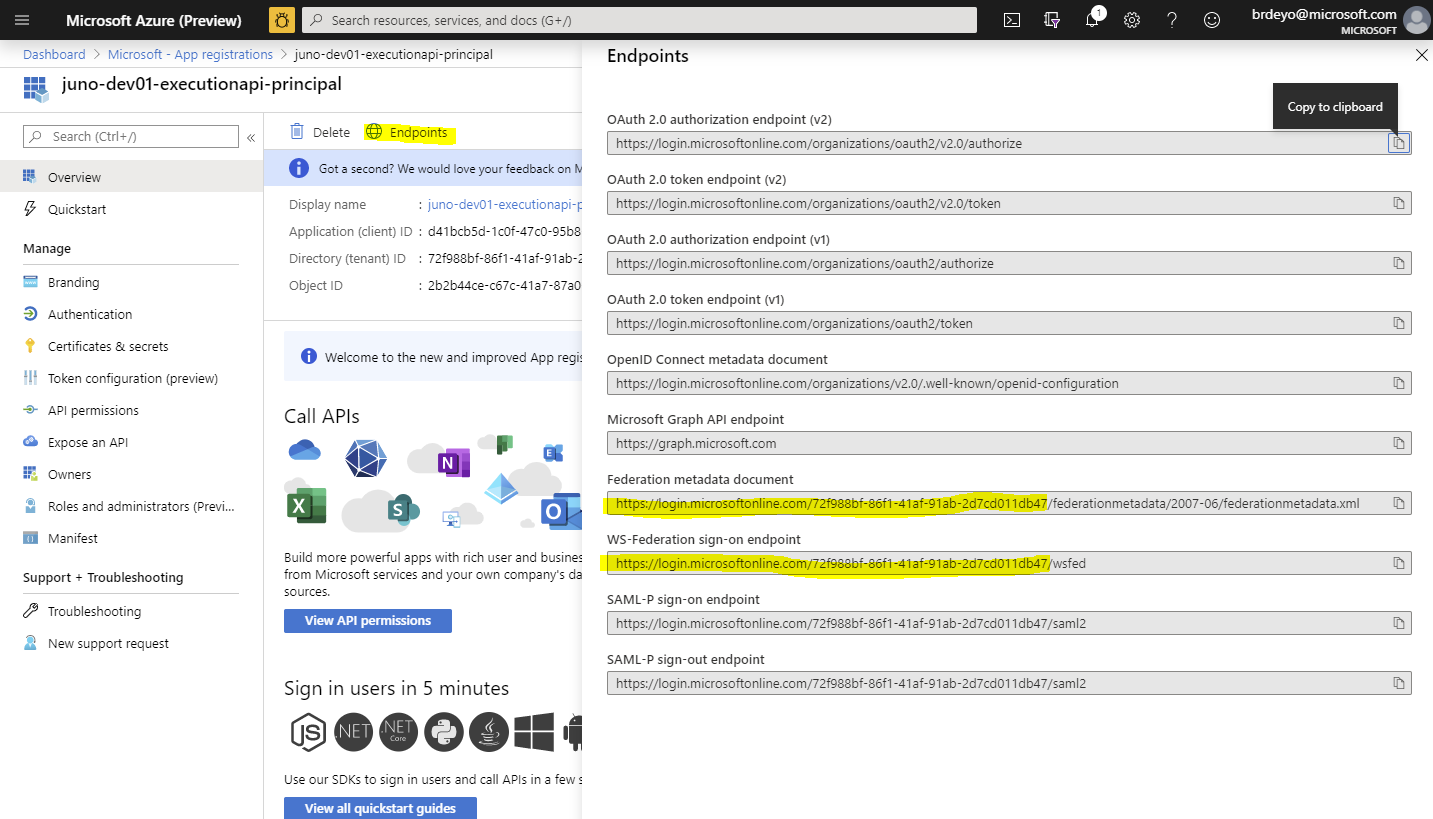 Microsoft Azure (Preview)
Search resources, services, and docs (G+/)
1
brdeyo@microsoft.com
MICROSOFT
Dashboard > Microsoft - App registrations > juno-dev01-executionapi-principal
juno-dev01-executionapi-principal
Search (Ctrl+/)
«
Overview
Quickstart
Manage
Branding
Authentication
Certificates & secrets
Token configuration (preview)
API permissions
Expose an API
Owners
Roles and administrators (Previ...
Manifest
Support + Troubleshooting
Troubleshooting
New support request
Delete
Endpoints
Got a second? We would love your feedback on M
Display name : juno-dev01-executionapi-p
Application (client) ID : d41bcb5d-1c0f-47c0-95b8
Directory (tenant) ID : 72f988bf-86f1-41af-91ab-2
Object ID : 2b2b44ce-c67c-41a7-87a0
Welcome to the new and improved App regis
Call APIs
Build more powerful apps with rich user and busines
from Microsoft services and your own company's da
sources.
View API permissions
Sign in users in 5 minutes
JS
.NET
.NET
Core
Use our SDKs to sign in users and call APIs in a few s
View all quickstart guides
Endpoints
Copy to clipboard
OAuth 2.0 authorization endpoint (v2)
https://login.microsoftonline.com/organizations/oauth2/v2.0/authorize
OAuth 2.0 token endpoint (v2)
https://login.microsoftonline.com/organizations/oauth2/v2.0/token
OAuth 2.0 authorization endpoint (v1)
https://login.microsoftonline.com/organizations/oauth2/authorize
OAuth 2.0 token endpoint (v1)
https://login.microsoftonline.com/organizations/oauth2/token
OpenID Connect metadata document
https://login.microsoftonline.com/organizations/v2.0/.well-known/openid-configuration
Microsoft Graph API endpoint
https://graph.microsoft.com
Federation metadata document
https://login.microsoftonline.com/72f988bf-86f1-41af-91ab-2d7cd011db47/federationmetadata/2007-06/federationmetadata.xml
WS-Federation sign-on endpoint
https://login.microsoftonline.com/72f988bf-86f1-41af-91ab-2d7cd011db47/wsfed
SAML-P sign-on endpoint
https://login.microsoftonline.com/72f988bf-86f1-41af-91ab-2d7cd011db47/saml2
SAML-P sign-out endpoint
https://login.microsoftonline.com/72f988bf-86f1-41af-91ab-2d7cd011db47/saml2